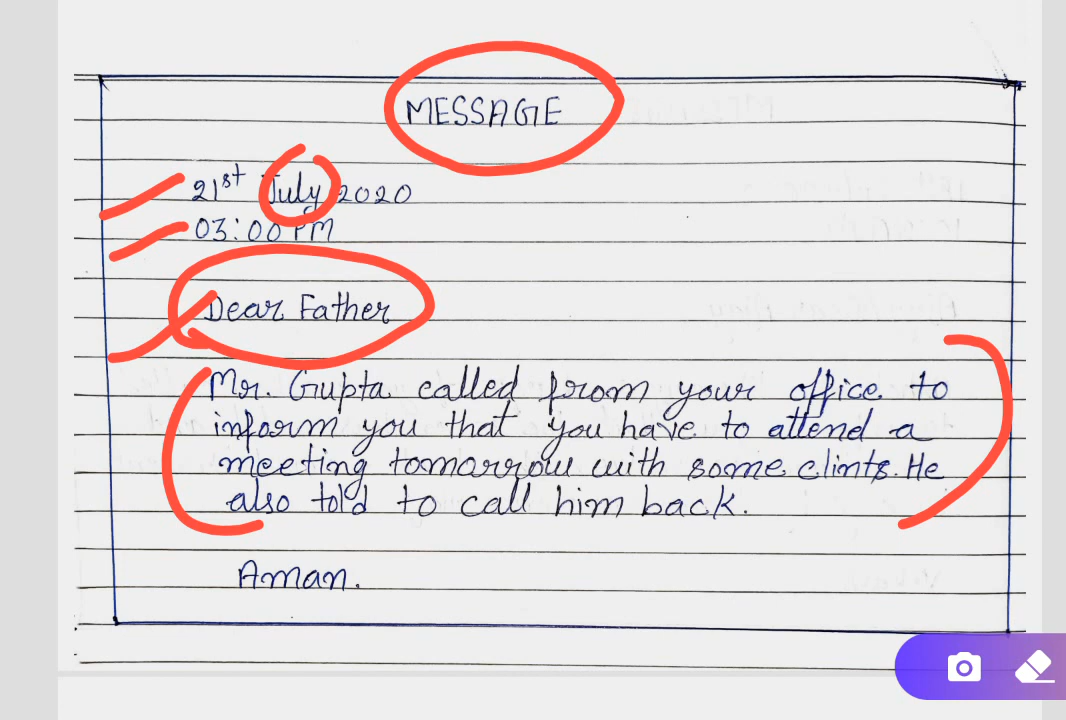 MESSAGE
21st July 2020
03:00 PM
Dear Father
Mr. Gupta called from your office to
inform you that you have to attend a
meeting tomorrow with some clints. He
also told to call him back.
Aman.